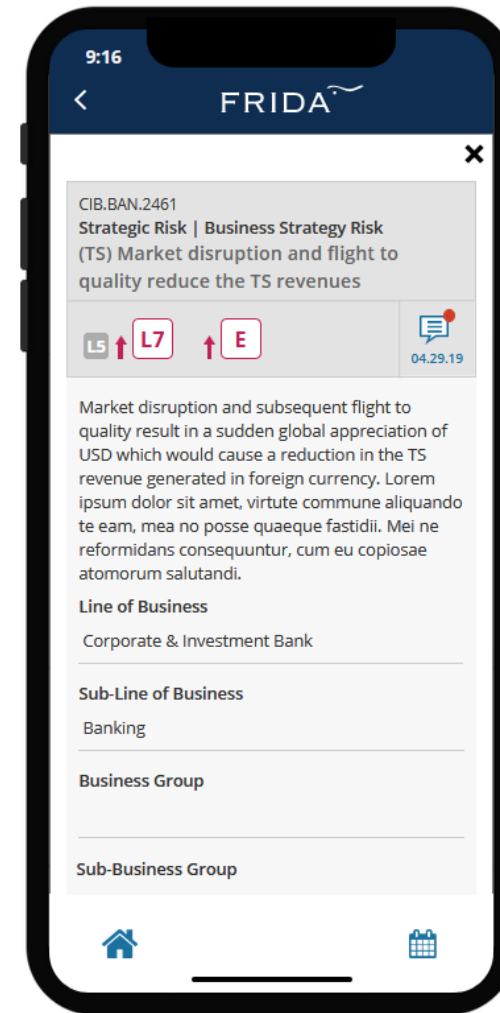 9:16
FRIDA
CIB.BAN.2461
Strategic Risk | Business Strategy Risk
(TS) Market disruption and flight to
quality reduce the TS revenues
L5 L7 E
04.29.19
Market disruption and subsequent flight to
quality result in a sudden global appreciation of
USD which would cause a reduction in the TS
revenue generated in foreign currency. Lorem
ipsum dolor sit amet, virtute commune aliquando
te eam, mea no posse quaeque fastidii. Mei ne
reformidans consequuntur, cum eu copiosae
atomorum salutandi.
Line of Business
Corporate & Investment Bank
Sub-Line of Business
Banking
Business Group
Sub-Business Group